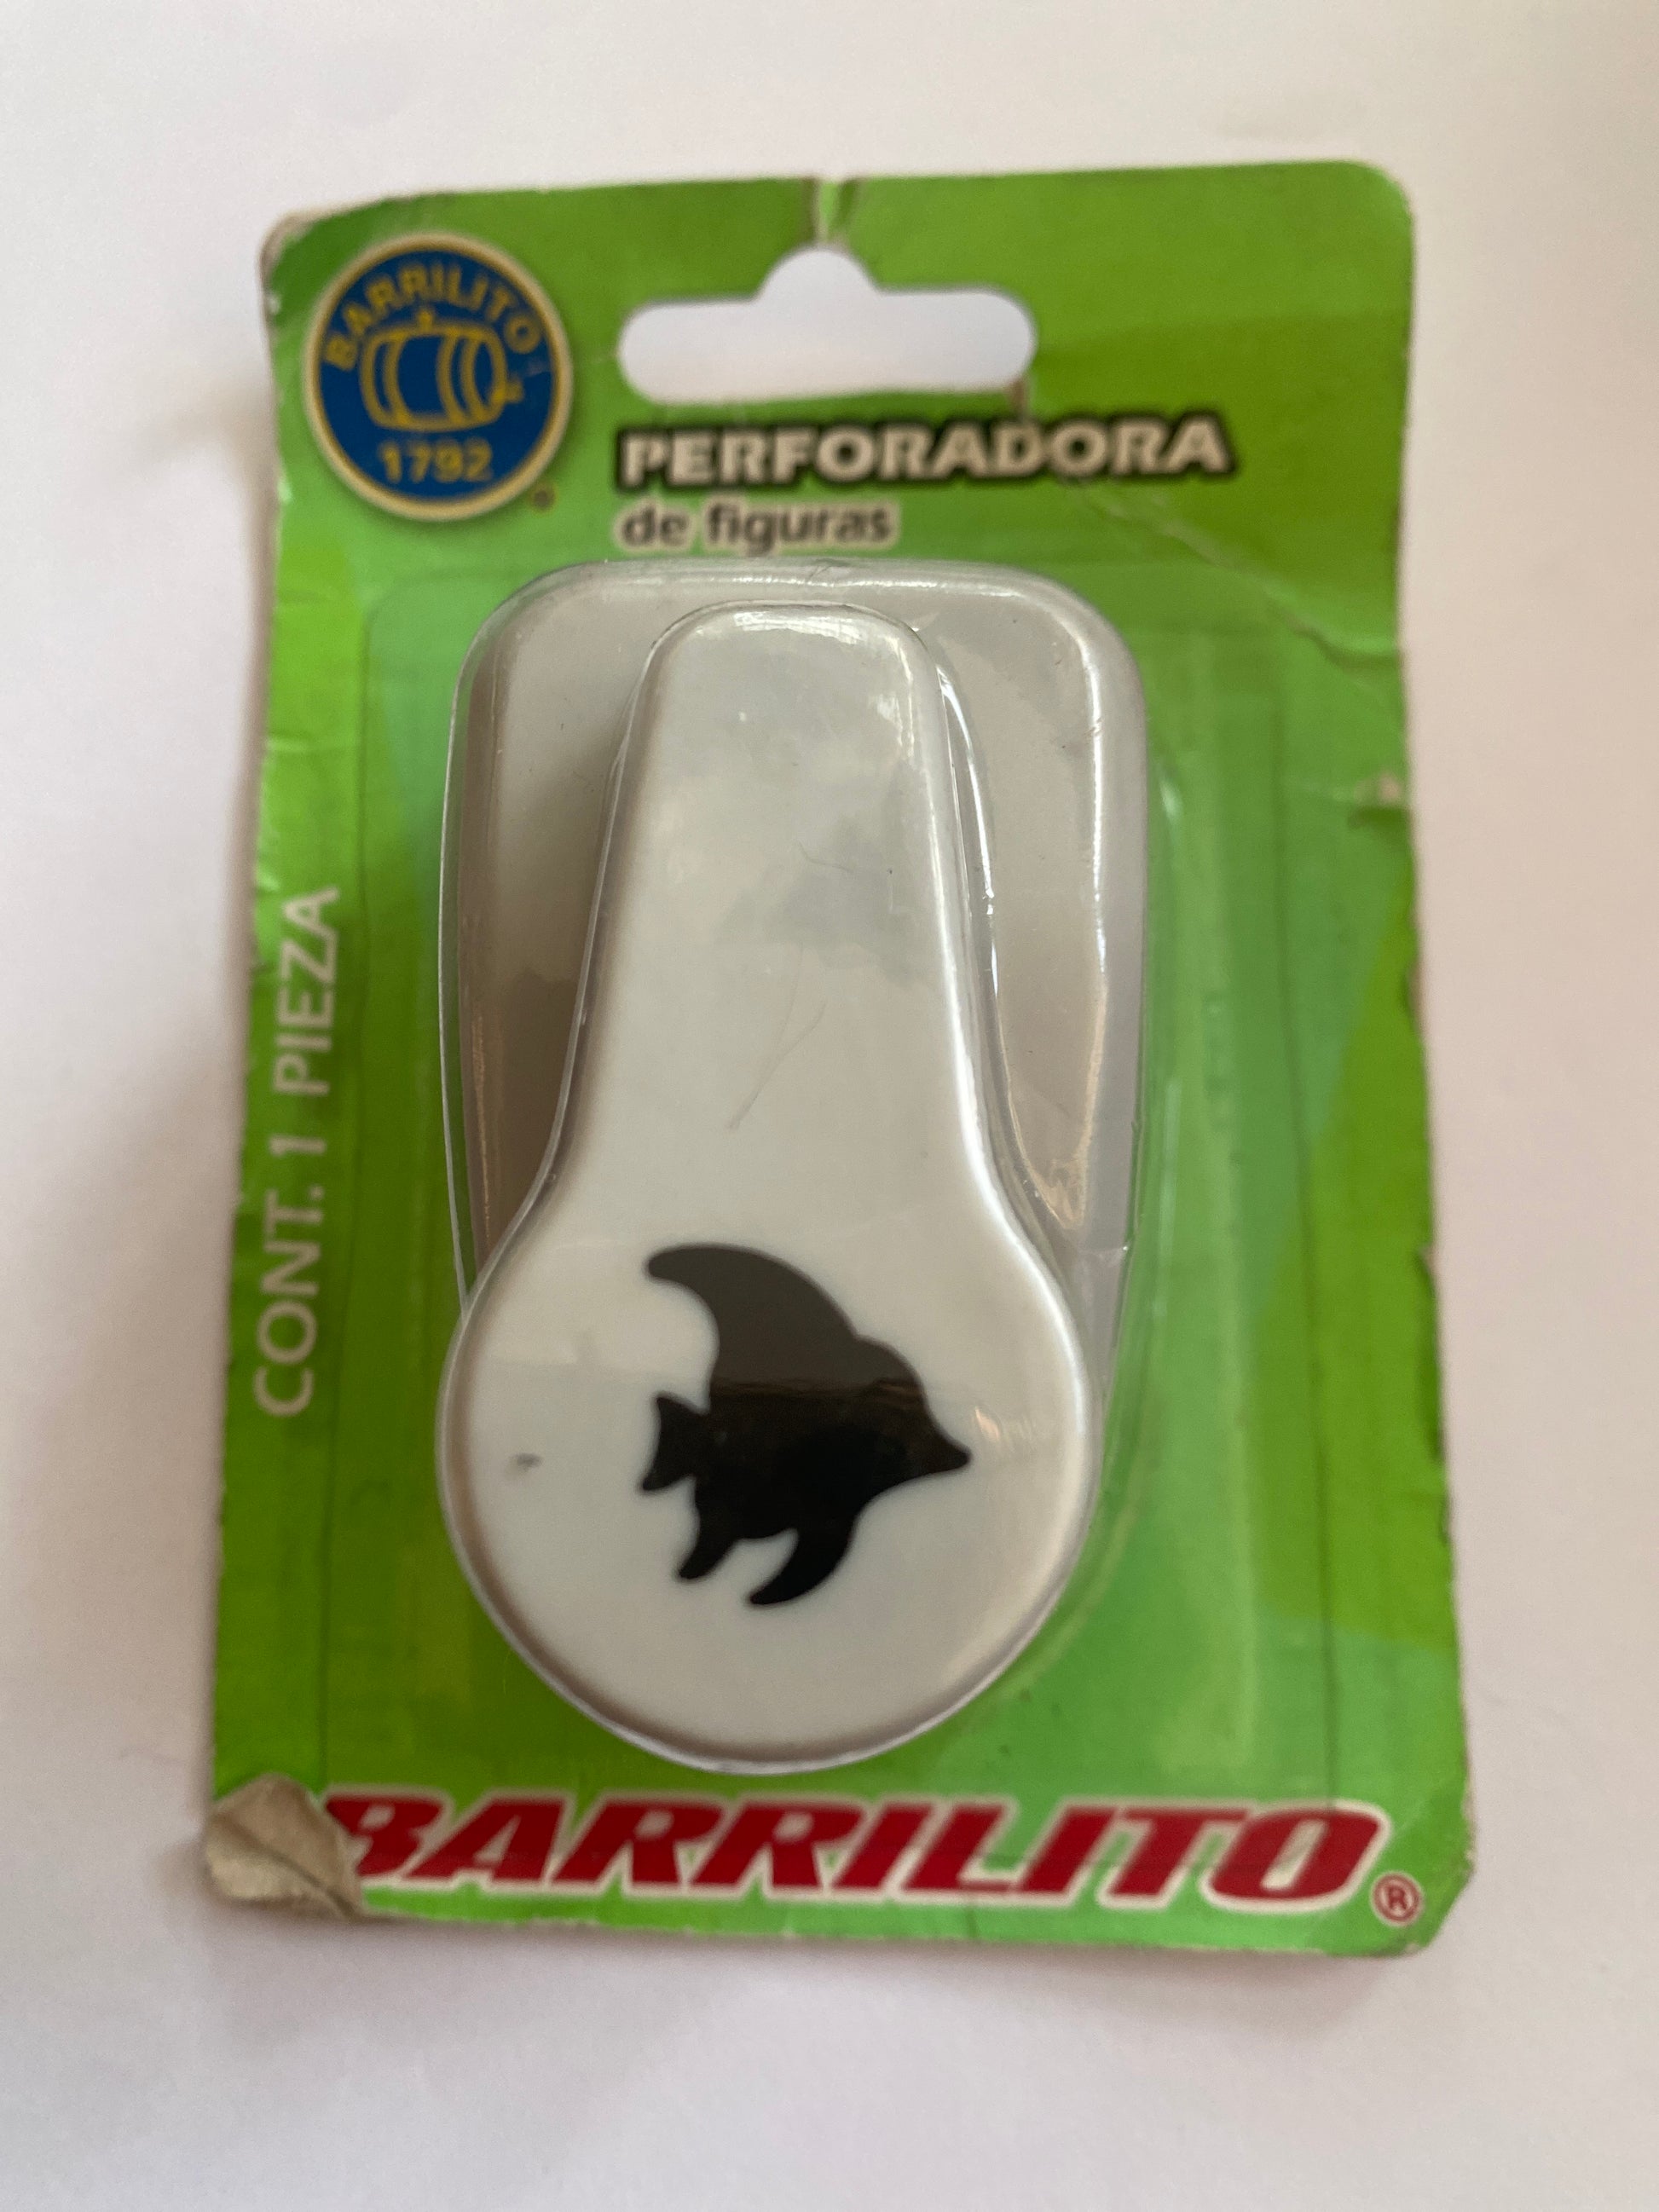 BARRILITO
1792
PERFORADORA
de figuras
CONT. 1 PIEZA
BARRILITO®